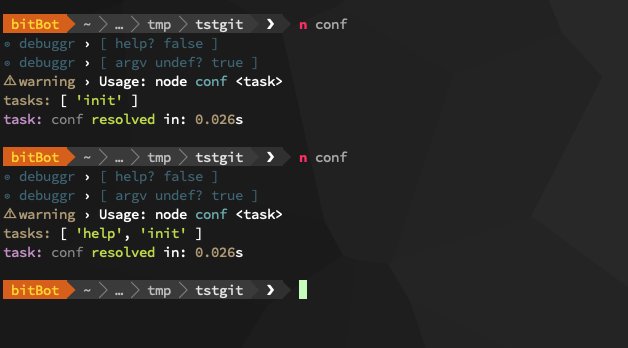 bitBot ~ … tmp tstgit ❯ n conf
⊙ debuggr › [ help? false ]
⊙ debuggr › [ argv undef? true ]
⚠warning › Usage: node conf <task>
tasks: [ 'init' ]
task: conf resolved in: 0.026s
bitBot ~ … tmp tstgit ❯ n conf
⊙ debuggr › [ help? false ]
⊙ debuggr › [ argv undef? true ]
⚠warning › Usage: node conf <task>
tasks: [ 'help', 'init' ]
task: conf resolved in: 0.026s
bitBot ~ … tmp tstgit ❯